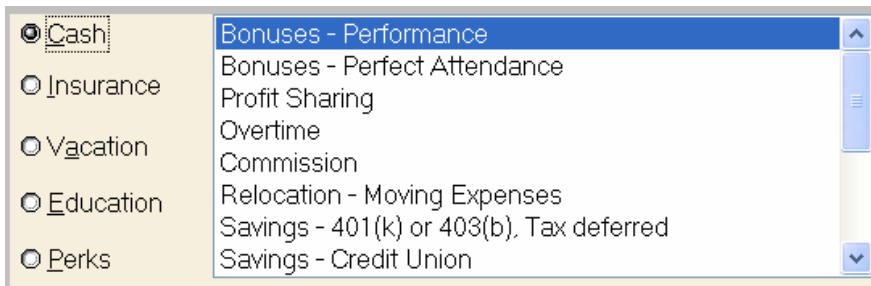 Cash
Insurance
Vacation
Education
Perks
Bonuses - Performance
Bonuses - Perfect Attendance
Profit Sharing
Overtime
Commission
Relocation - Moving Expenses
Savings - 401(k) or 403(b), Tax deferred
Savings - Credit Union